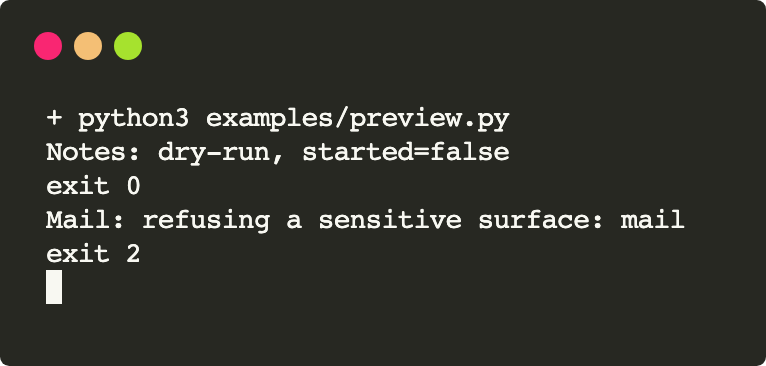 + python3 examples/preview.py
Notes: dry-run, started=false
exit 0
Mail: refusing a sensitive surface: mail
exit 2